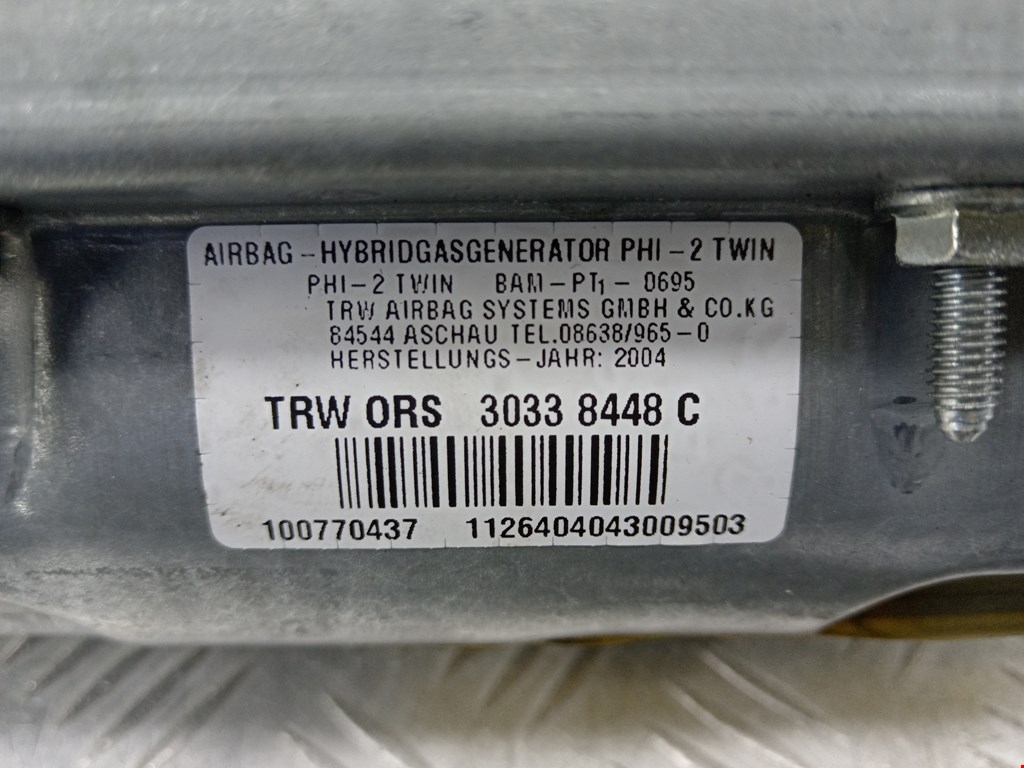 AIRBAG-HYBRIDGASGENERATOR PHI-2 TWIN
PHI-2 TWIN BAM-PT1-0695
TRW AIRBAG SYSTEMS GMBH & CO.KG
84544 ASCHAU TEL.08638/965-0
HERSTELLUNGS-JAHR: 2004
TRW ORS 3033 8448 C
100770437 1126404043009503